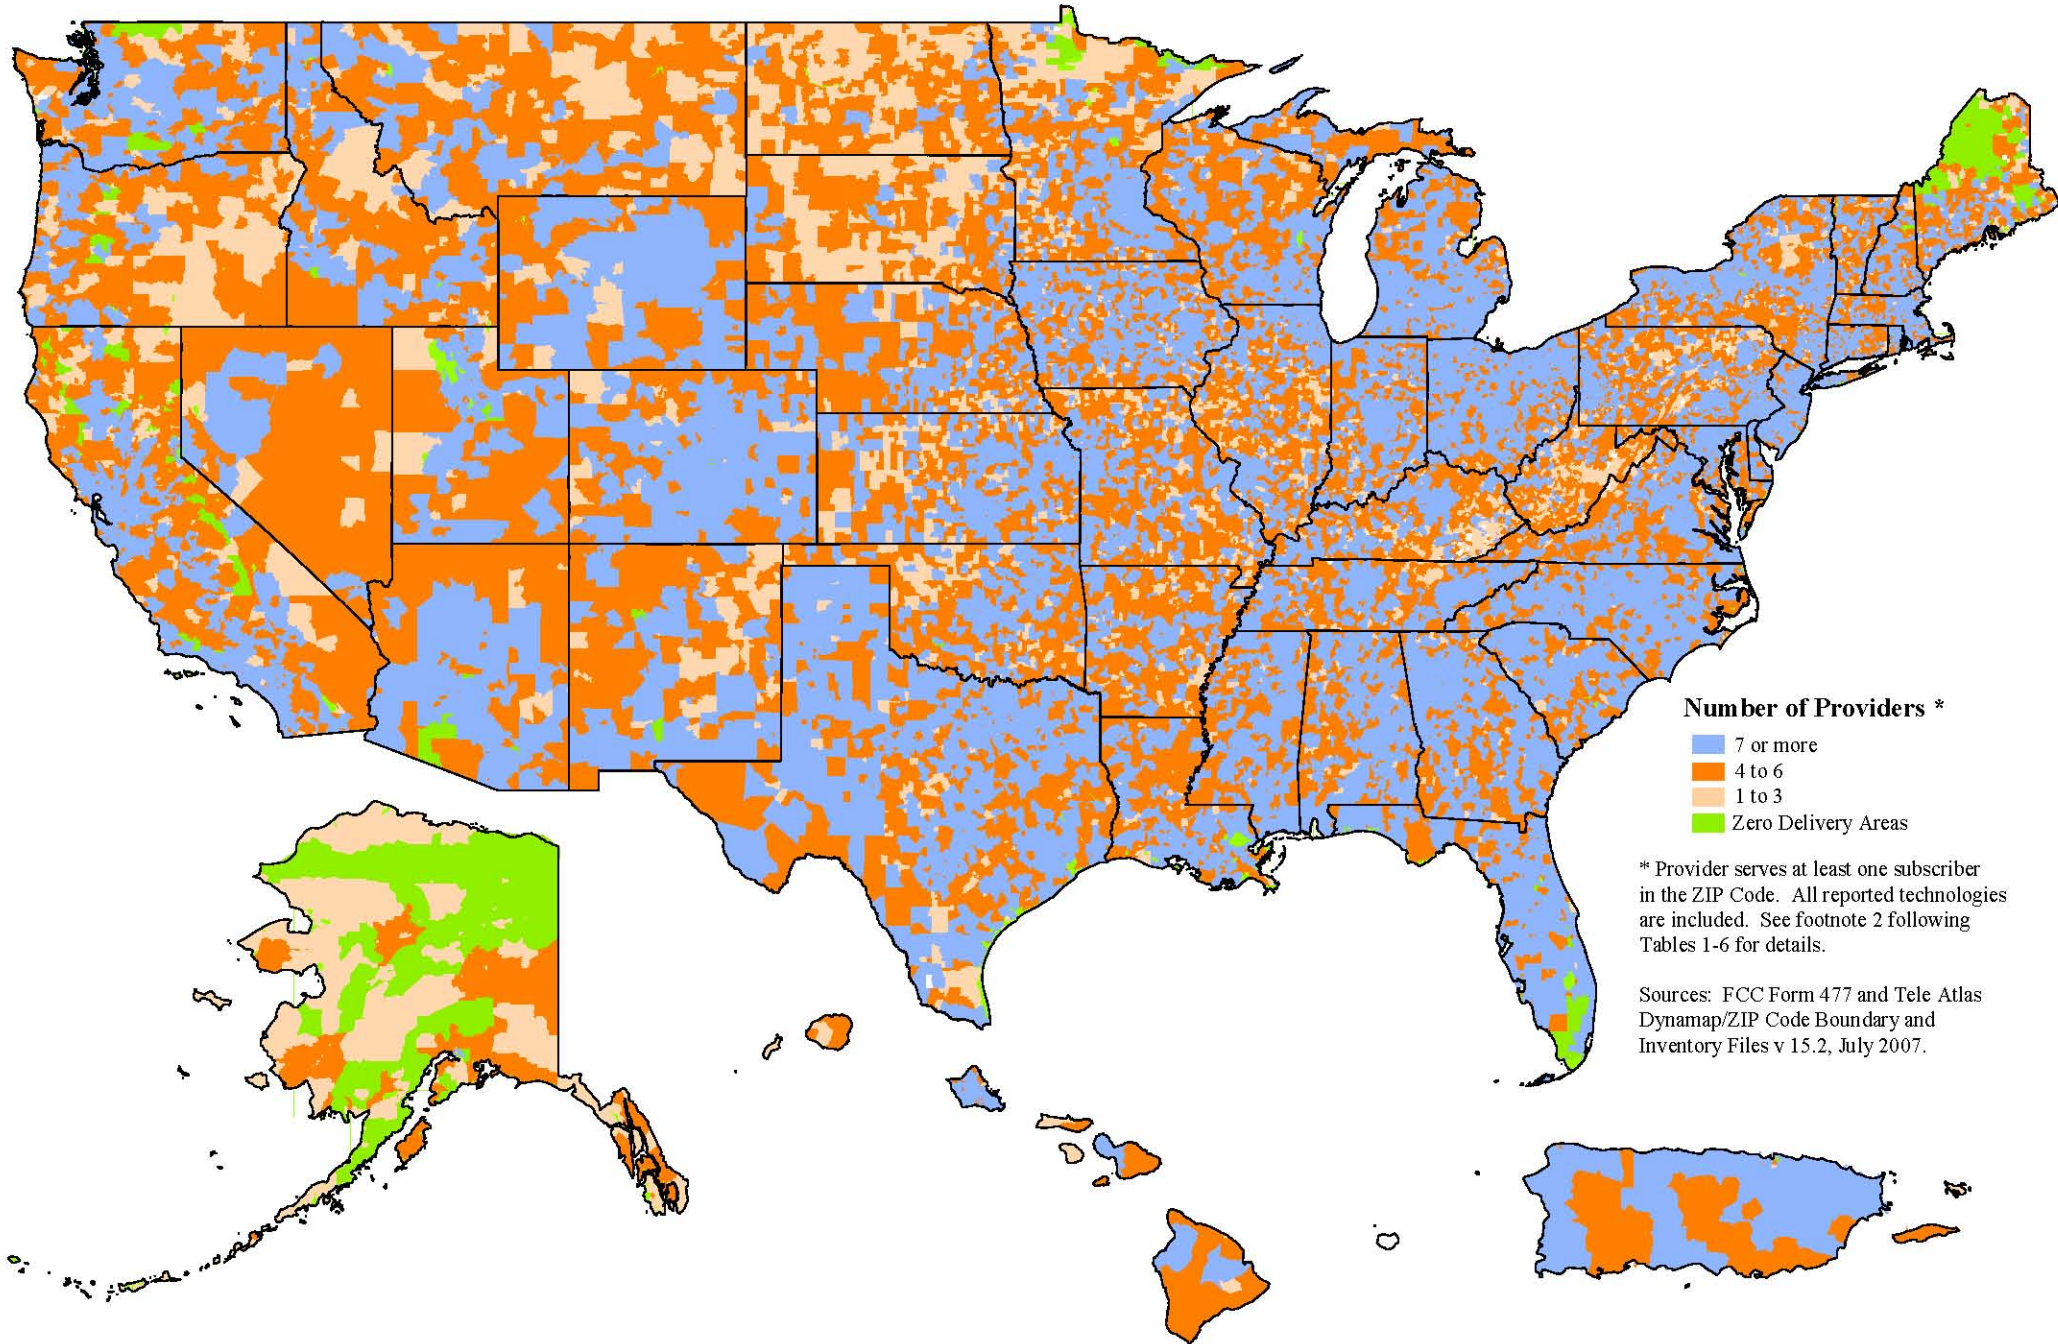 Number of Providers *
7 or more
4 to 6
1 to 3
Zero Delivery Areas
* Provider serves at least one subscriber
in the ZIP Code. All reported technologies
are included. See footnote 2 following
Tables 1-6 for details.
Sources: FCC Form 477 and Tele Atlas
Dynamap/ZIP Code Boundary and
Inventory Files v 15.2, July 2007.